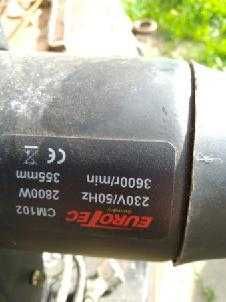 EUROTEC CM102
230V/50Hz 2800W
3600r/min 355mm
CE